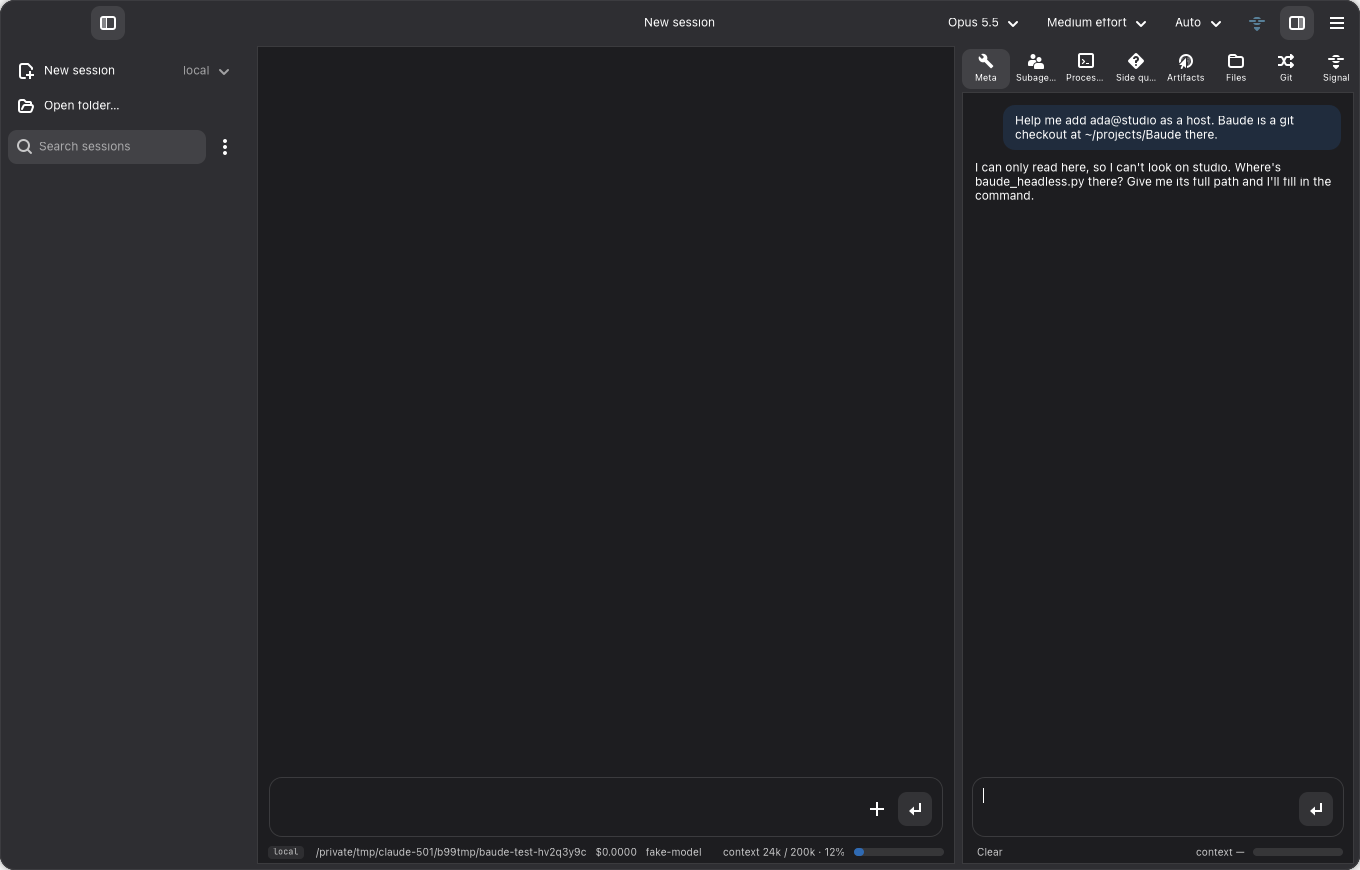 New session
Opus 5.5
Medium effort
Auto
New session
local
Open folder...
Search sessions
Meta
Subage...
Proces...
Side qu...
Artifacts
Files
Git
Signal
Help me add ada@studio as a host. Baude is a git
checkout at ~/projects/Baude there.
I can only read here, so I can't look on studio. Where's
baude_headless.py there? Give me its full path and I'll fill in the
command.
local
/private/tmp/claude-501/b99tmp/baude-test-hv2q3y9c
$0.0000
fake-model
context 24k / 200k · 12%
Clear
context —